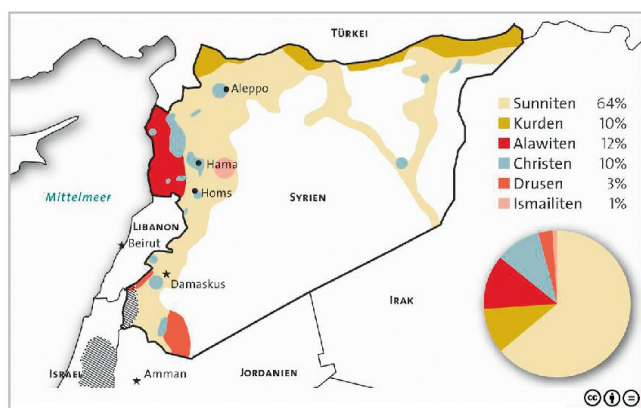 TÜRKEI
Aleppo
Sunniten 64%
Kurden 10%
Alawiten 12%
Christen 10%
Drusen 3%
Ismailiten 1%
Hama
Mittelmeer
Homs
SYRIEN
LIBANON
Beirut
Damaskus
IRAK
ISRAEL
Amman
JORDANIEN
cc